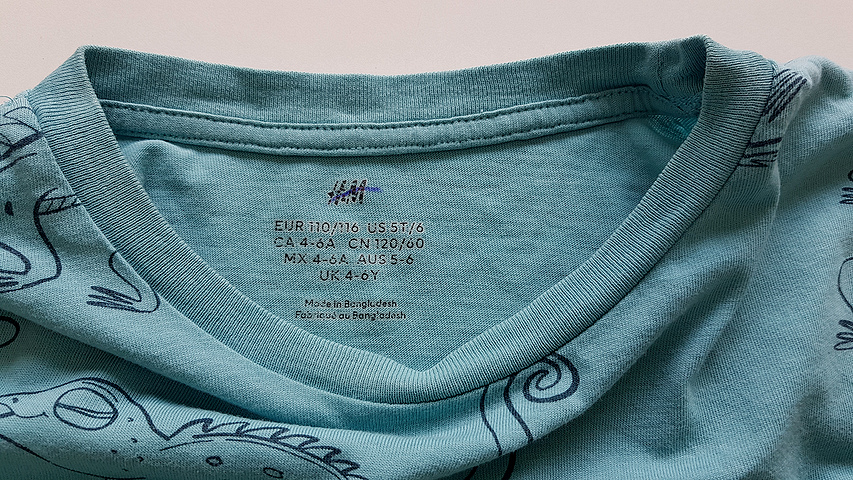 H&M
EUR 110/116 US 5T/6
CA 4-6A CN 120/60
MX 4-6A AUS 5-6
UK 4-6Y
Made in Bangladesh
Fabriqué au Bangladesh